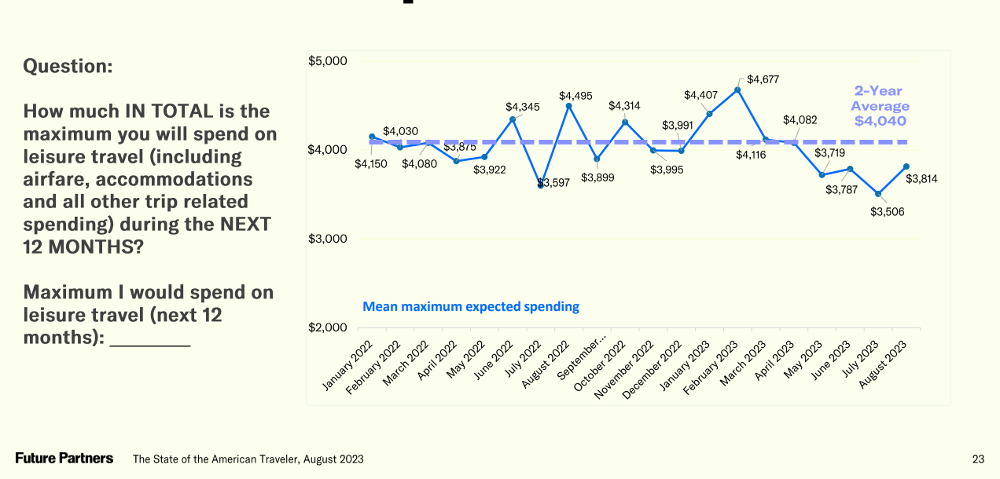 Question:
How much IN TOTAL is the
maximum you will spend on
leisure travel (including
airfare, accommodations
and all other trip related
spending) during the NEXT
12 MONTHS?
Maximum I would spend on
leisure travel (next 12
months): _________
$5,000
$4,000
$3,000
$2,000
$4,150
$4,030
$4,080
$3,875
$3,922
$4,345
$3,597
$4,495
$3,899
$4,314
$3,995
$3,991
$4,407
$4,677
$4,116
$4,082
$3,719
$3,787
$3,506
$3,814
2-Year
Average
$4,040
Mean maximum expected spending
January 2022
February 2022
March 2022
April 2022
May 2022
June 2022
July 2022
August 2022
September...
October 2022
November 2022
December 2022
January 2023
February 2023
March 2023
April 2023
May 2023
June 2023
July 2023
August 2023
Future Partners The State of the American Traveler, August 2023 23